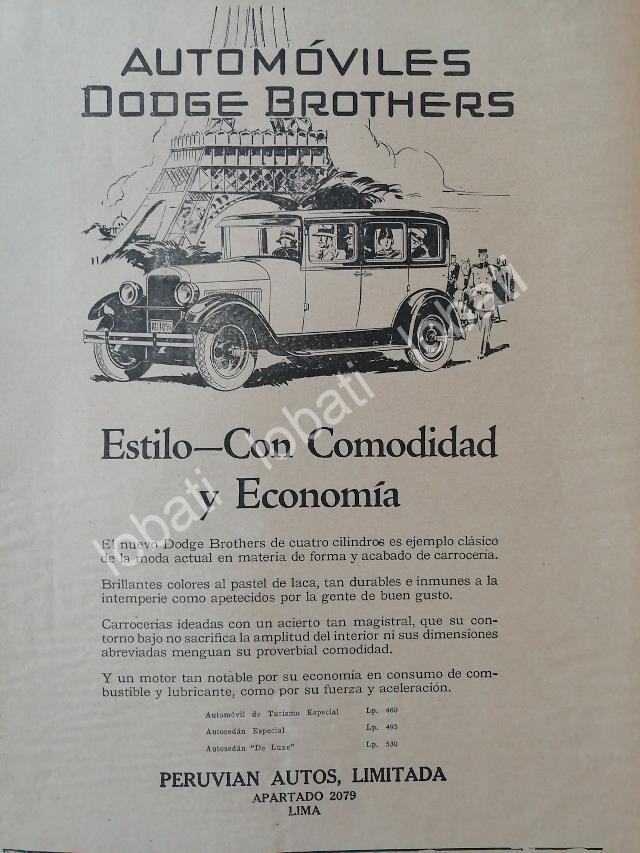 AUTOMÓVILES
DODGE BROTHERS
Estilo—Con Comodidad
y Economía
El nuevo Dodge Brothers de cuatro cilindros es ejemplo clásico
de la moda actual en materia de forma y acabado de carrocería.
Brillantes colores al pastel de laca, tan durables e inmunes a la
intemperie como apetecidos por la gente de buen gusto.
Carrocerías ideadas con un acierto tan magistral, que su con-
torno bajo no sacrifica la amplitud del interior ni sus dimensiones
abreviadas menguan su proverbial comodidad.
Y un motor tan notable por su economía en consumo de com-
bustible y lubricante, como por su fuerza y aceleración.
Automóvil de Turismo Especial Lp. 460
Autosedán Especial Lp. 495
Autosedán "De Luxe" Lp. 530
PERUVIAN AUTOS, LIMITADA
APARTADO 2079
LIMA
lobati lobati lobati